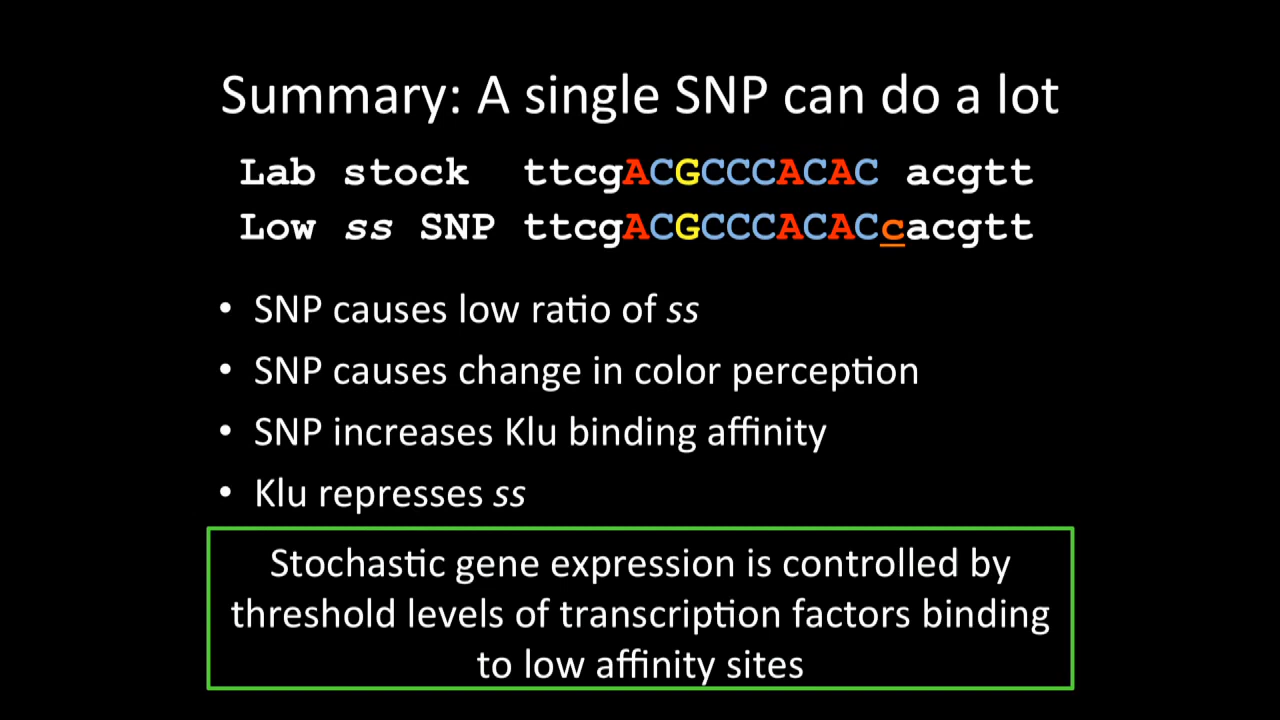 Summary: A single SNP can do a lot
Lab stock ttcgACGCCCACAC acgtt
Low ss SNP ttcgACGCCCACACcacgtt
• SNP causes low ratio of ss
• SNP causes change in color perception
• SNP increases Klu binding affinity
• Klu represses ss
Stochastic gene expression is controlled by
threshold levels of transcription factors binding
to low affinity sites